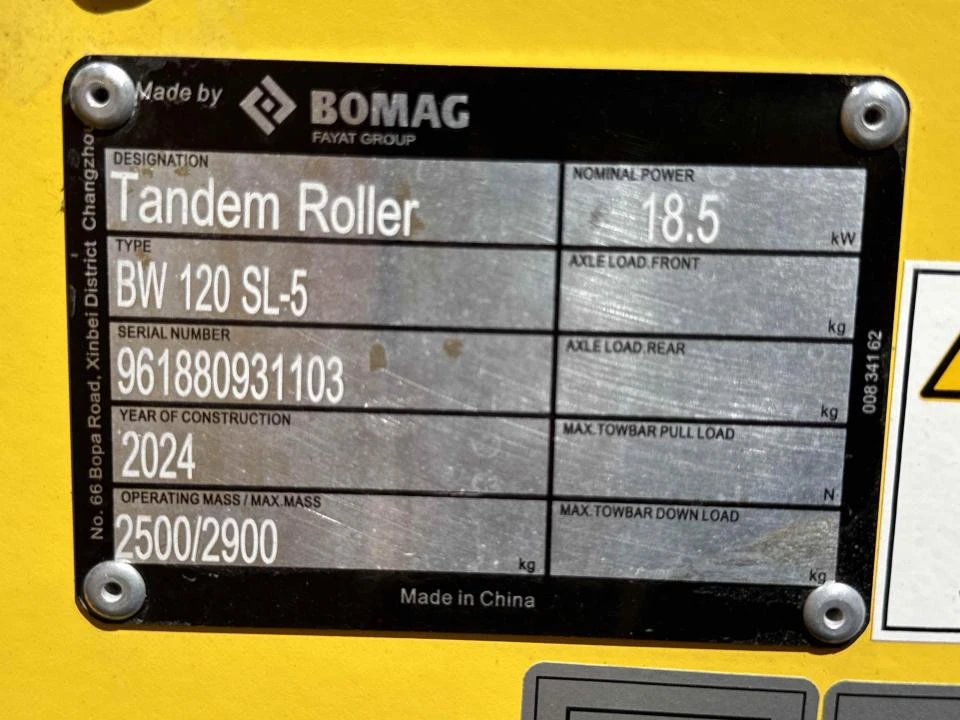 Made by BOMAG
FAYAT GROUP
DESIGNATION
Tandem Roller
NOMINAL POWER
18.5 kW
TYPE
BW 120 SL-5
AXLE LOAD.FRONT
kg
SERIAL NUMBER
961880931103
AXLE LOAD.REAR
kg
YEAR OF CONSTRUCTION
2024
MAX.TOWBAR PULL LOAD
N
OPERATING MASS / MAX.MASS
2500/2900 kg
MAX.TOWBAR DOWN LOAD
kg
Made in China
No. 66 Bopa Road, Xinbei District Changzhou
008 341 62